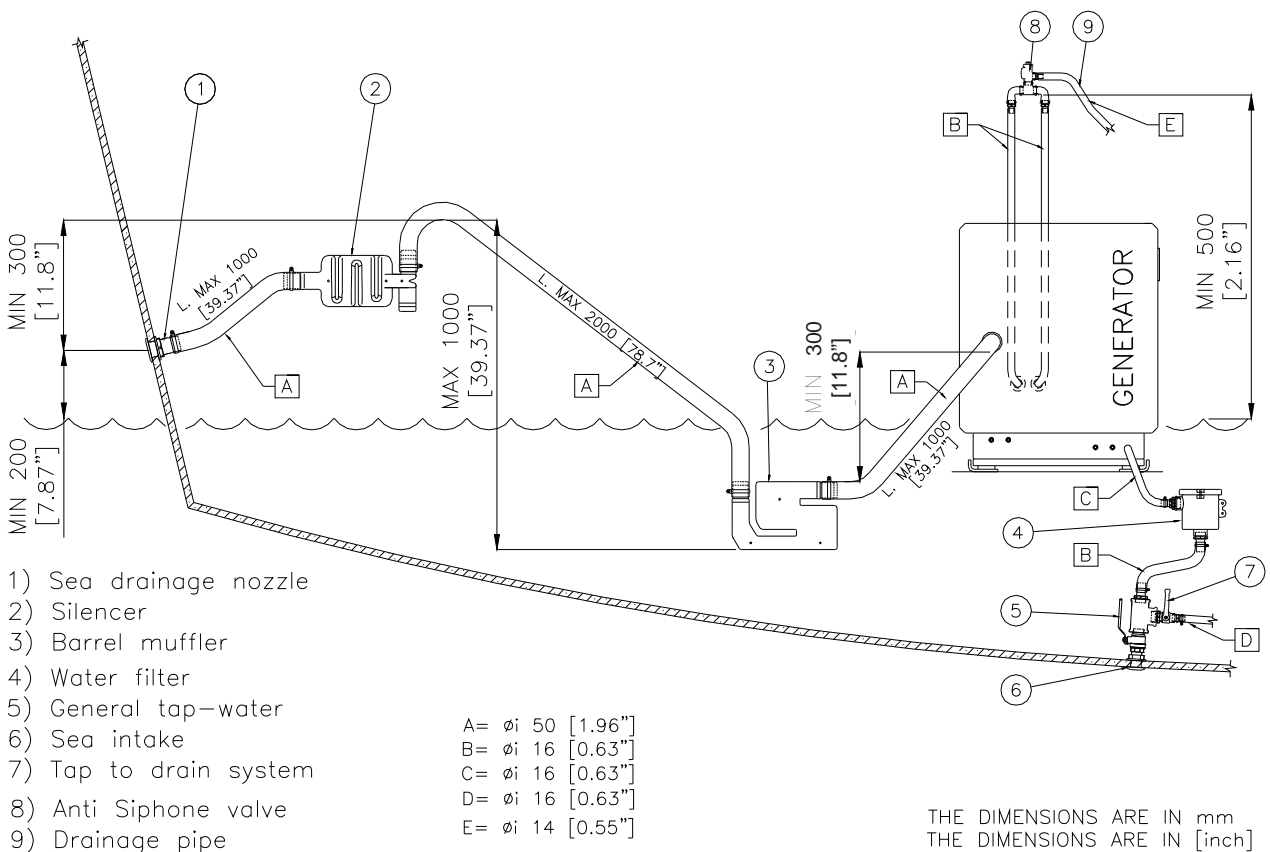 8
9
1
2
B
E
MIN 300
[11.8"]
L. MAX 1000
[39.37"]
MIN 500
[2.16"]
GENERATOR
MAX 1000
[39.37"]
L. MAX 2000 [78.7"]
MIN 300
[11.8"]
3
A
A
A
L. MAX 1000
[39.37"]
MIN 200
[7.87"]
C
4
B
7
5
D
6
1) Sea drainage nozzle
2) Silencer
3) Barrel muffler
4) Water filter
5) General tap-water
6) Sea intake
7) Tap to drain system
8) Anti Siphone valve
9) Drainage pipe
A= øi 50 [1.96"]
B= øi 16 [0.63"]
C= øi 16 [0.63"]
D= øi 16 [0.63"]
E= øi 14 [0.55"]
THE DIMENSIONS ARE IN mm
THE DIMENSIONS ARE IN [inch]